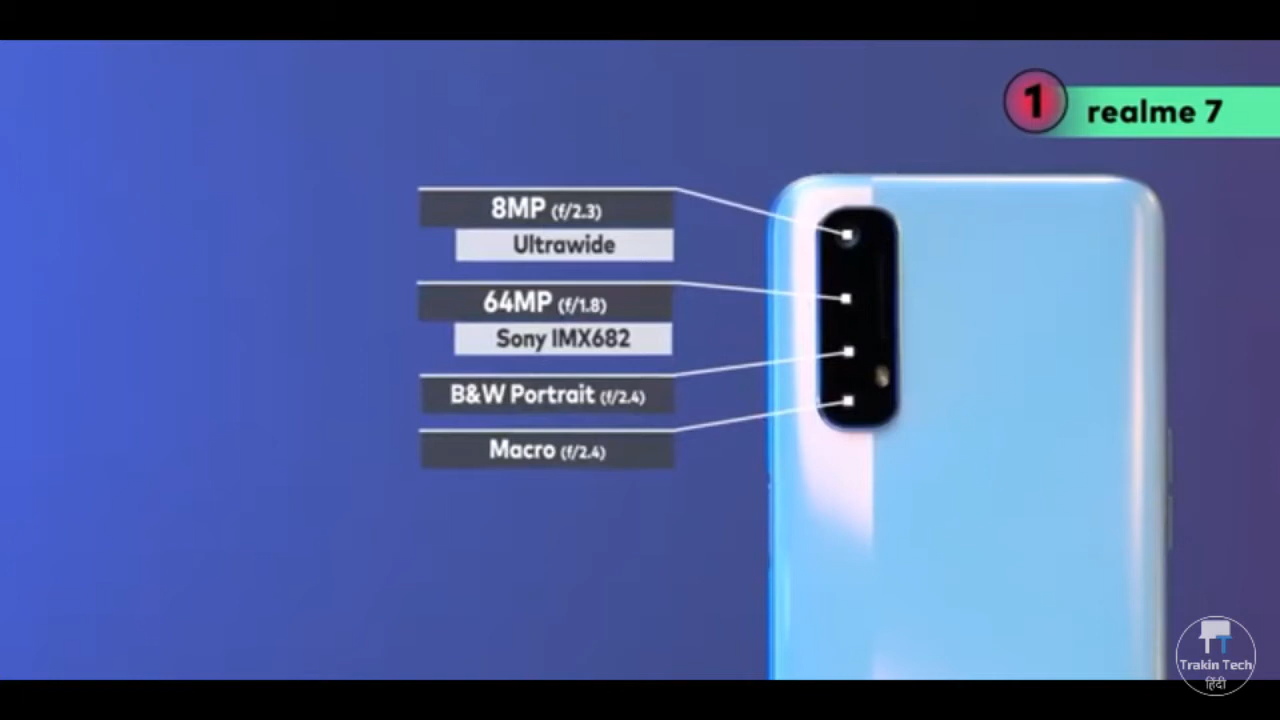 1
realme 7
8MP (f/2.3)
Ultrawide
64MP (f/1.8)
Sony IMX682
B&W Portrait (f/2.4)
Macro (f/2.4)
Trakin Tech
हिंदी